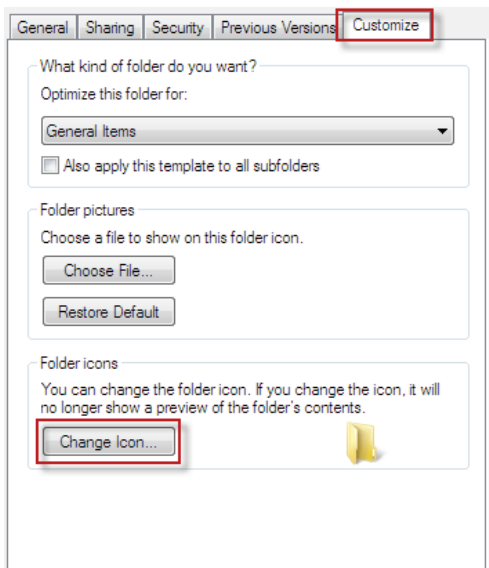 General Sharing Security Previous Versions Customize
What kind of folder do you want?
Optimize this folder for:
General Items
Also apply this template to all subfolders
Folder pictures
Choose a file to show on this folder icon.
Choose File...
Restore Default
Folder icons
You can change the folder icon. If you change the icon, it will
no longer show a preview of the folder's contents.
Change Icon...